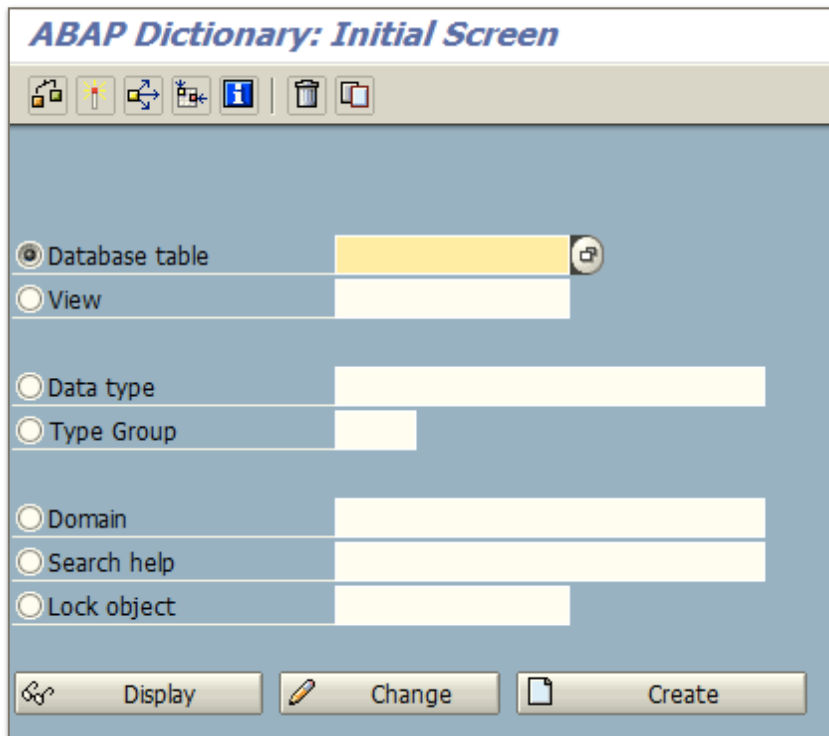 ABAP Dictionary: Initial Screen
Database table
View
Data type
Type Group
Domain
Search help
Lock object
Display Change Create